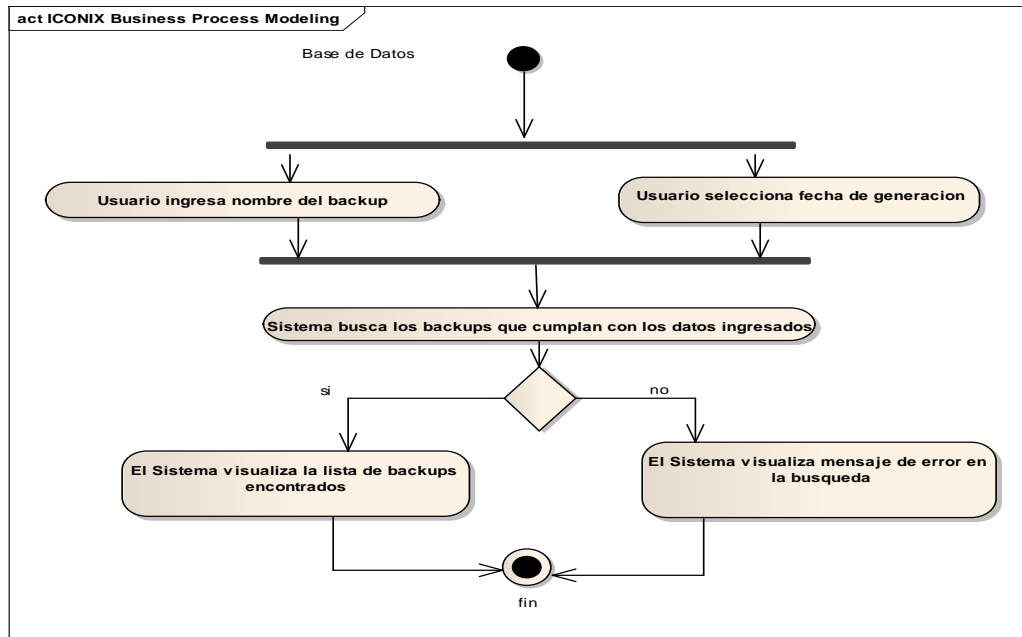 act ICONIX Business Process Modeling
Base de Datos
Usuario ingresa nombre del backup
Usuario selecciona fecha de generacion
Sistema busca los backups que cumplan con los datos ingresados
si
no
El Sistema visualiza la lista de backups
encontrados
El Sistema visualiza mensaje de error en
la busqueda
fin